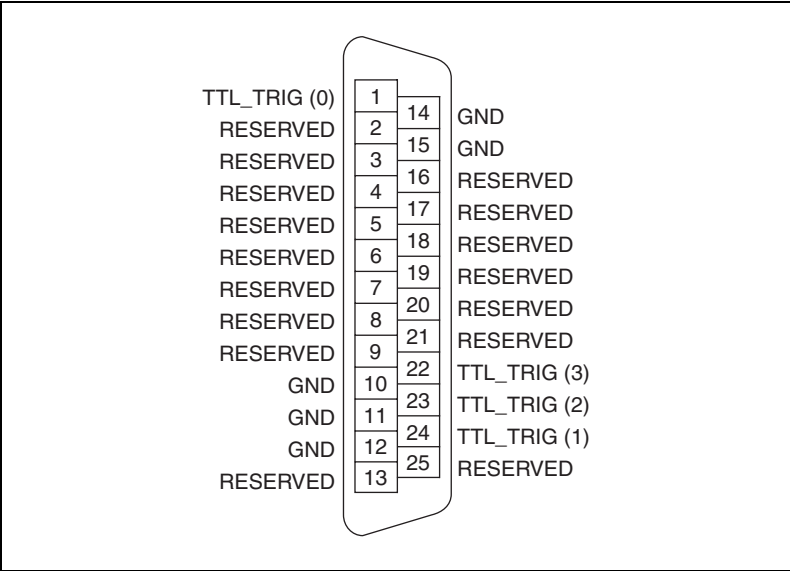 TTL_TRIG (0) 1
14 GND
RESERVED 2
15 GND
RESERVED 3
16 RESERVED
RESERVED 4
17 RESERVED
RESERVED 5
18 RESERVED
RESERVED 6
19 RESERVED
RESERVED 7
20 RESERVED
RESERVED 8
21 RESERVED
RESERVED 9
22 TTL_TRIG (3)
GND 10
23 TTL_TRIG (2)
GND 11
24 TTL_TRIG (1)
GND 12
25 RESERVED
RESERVED 13